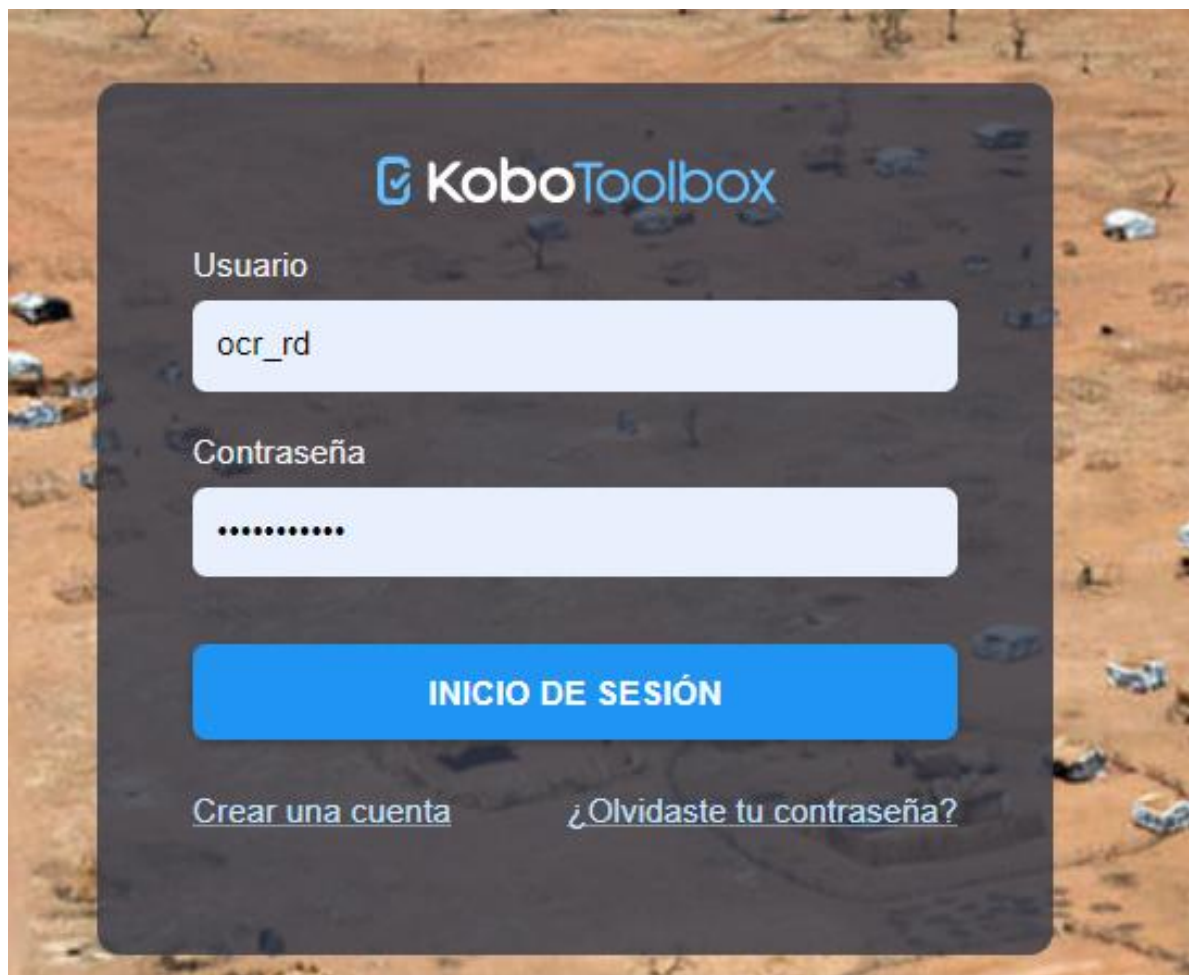 KoboToolbox
Usuario
ocr_rd
Contraseña
•••••••••••
INICIO DE SESIÓN
Crear una cuenta
¿Olvidaste tu contraseña?